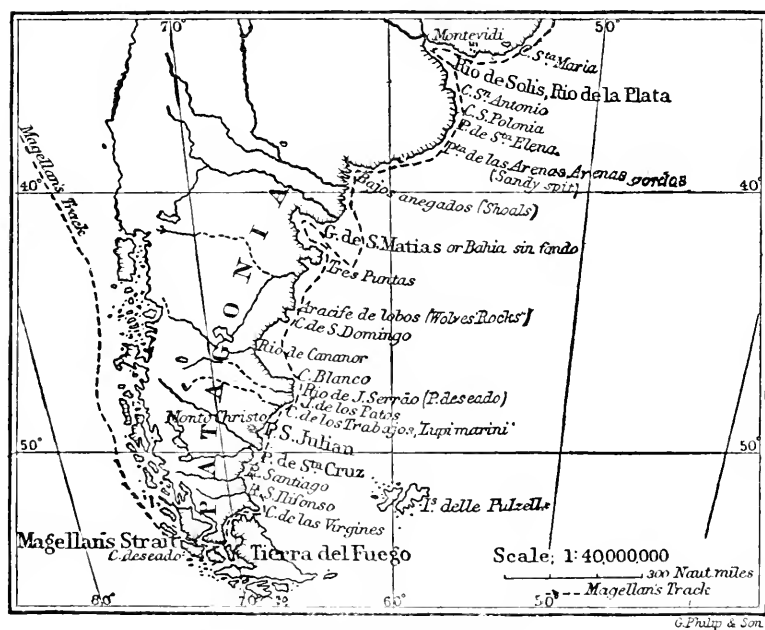 70° 60° 50°
Montevidi
C. Sta Maria
Rio de Solis, Rio de la Plata
C. Sn. Antonio
C. S. Polonia
P. de Sta Elena
Pta de las Arenas, Arenas gordas
(Sandy spit)
Magellan's Track
40° 40°
Bajos anegados (Shoals)
G. de S. Matias or Bahia sin fondo
Tres Puntas
PATAGONIA
Aracife de lobos (Wolves Rocks)
C. de S. Domingo
Rio de Cananor
C. Blanco
Rio de J. Serrão (P. deseado)
I. de los Patos
Monte Christo
C. de los Trabajos, Lupi marini
P. S. Julian
50° 50°
P. de Sta Cruz
R. Santiago
R. S. Ilifonso
Is. delle Pulzelle
C. de las Virgines
Magellan's Strait
C. deseado
Tierra del Fuego
Scale; 1:40,000,000
300 Naut. miles
Magellan's Track
80° 70° 60° 50°
G. Philip & Son